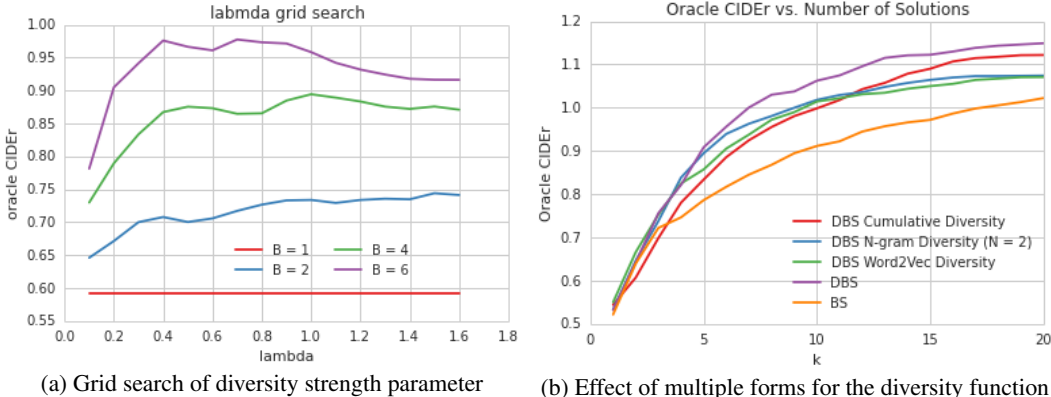 labmda grid search
1.00
0.95
0.90
0.85
0.80
0.75
0.70
0.65
0.60
0.55
oracle CIDEr
B = 1 B = 4
B = 2 B = 6
0.0 0.2 0.4 0.6 0.8 1.0 1.2 1.4 1.6 1.8
lambda
(a) Grid search of diversity strength parameter
Oracle CIDEr vs. Number of Solutions
1.2
1.1
1.0
0.9
0.8
0.7
0.6
0.5
Oracle CIDEr
DBS Cumulative Diversity
DBS N-gram Diversity (N = 2)
DBS Word2Vec Diversity
DBS
BS
0 5 10 15 20
k
(b) Effect of multiple forms for the diversity function